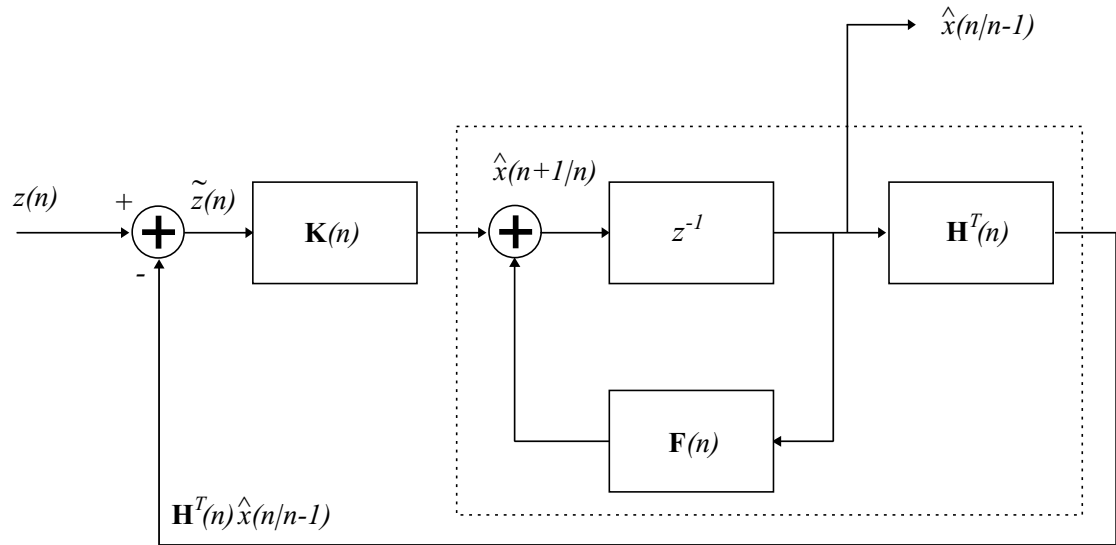 x̂(n/n-1)
x̂(n+1/n)
z(n)
+
z̃(n)
K(n)
+
+
z⁻¹
Hᵀ(n)
-
F(n)
Hᵀ(n)x̂(n/n-1)